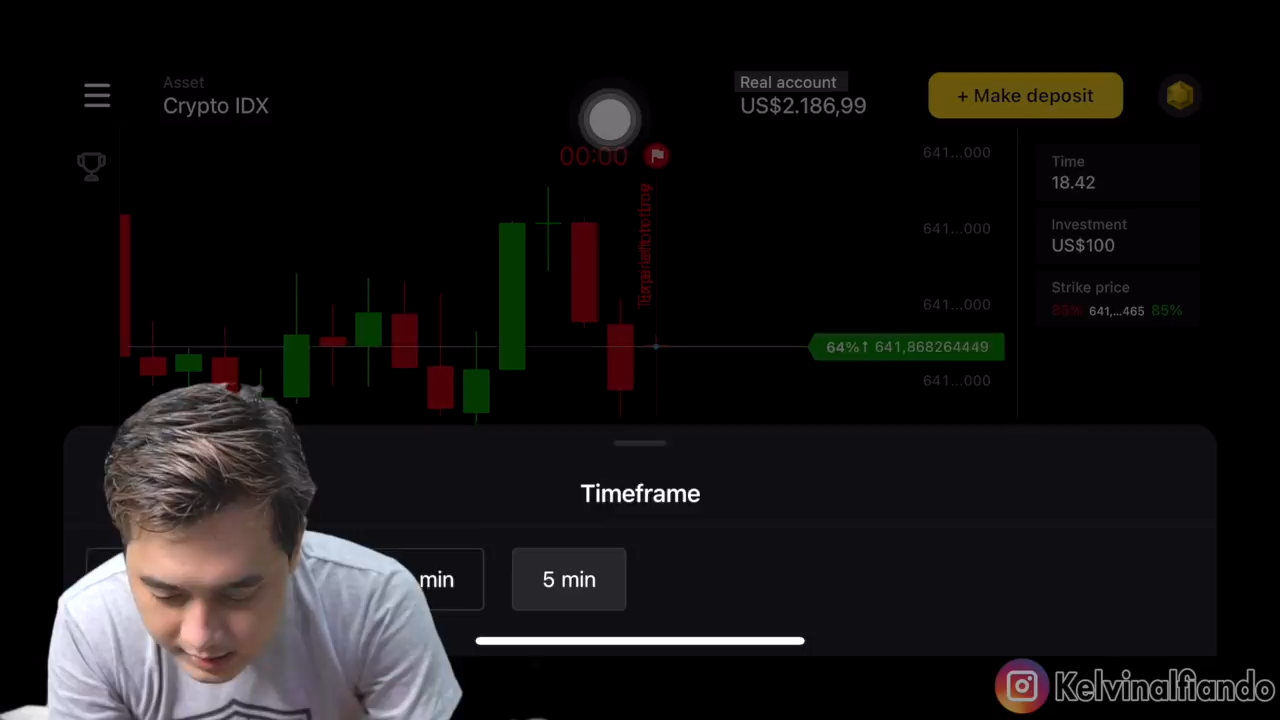 Asset
Crypto IDX
Real account
US$2.186,99
+ Make deposit
00:00
641...000
641...000
641...000
641...000
Time
18.42
Investment
US$100
Strike price
85% 641,...465 85%
64%↑ 641,868264449
Timeframe
min
5 min
Kelvinalfiando